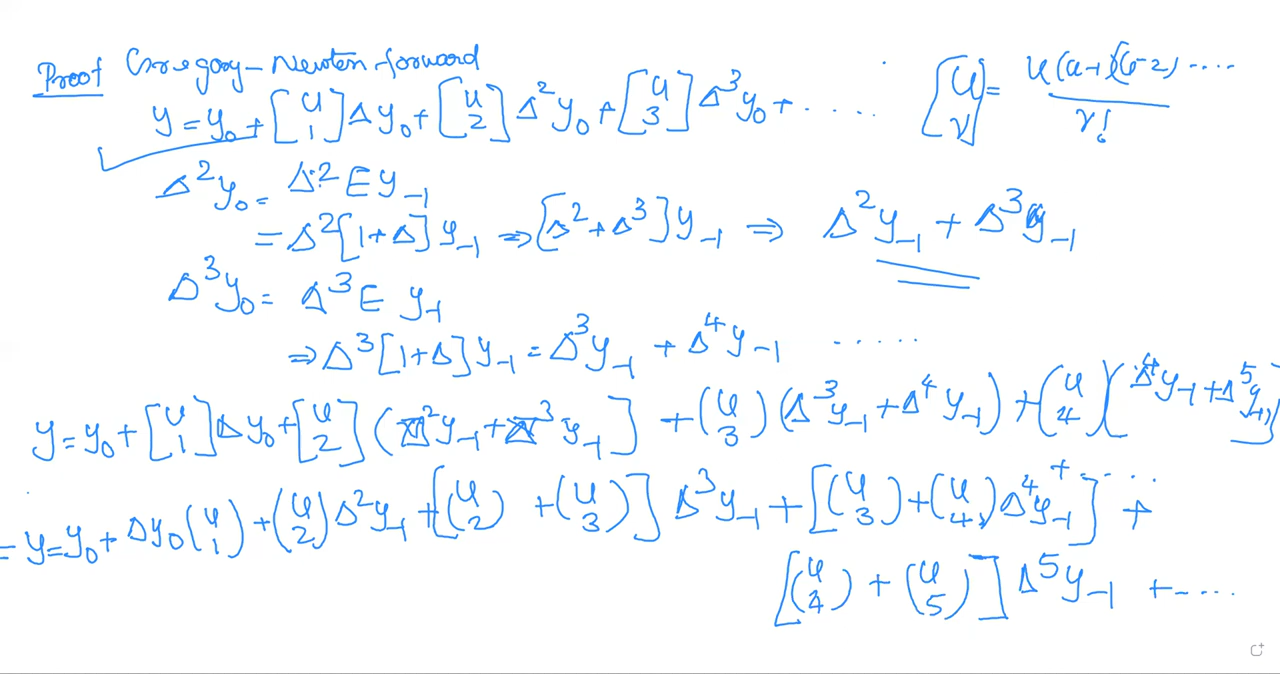 Proof Gregory-Newton forward
y = y₀ + [u 1] Δy₀ + [u 2] Δ²y₀ + [u 3] Δ³y₀ + . . . .
[u r] = u(u-1)(u-2) .... / r!
Δ²y₀ = Δ² E y₋₁
= Δ²[1+Δ] y₋₁ ⇒ [Δ² + Δ³] y₋₁ ⇒ Δ²y₋₁ + Δ³y₋₁
Δ³y₀ = Δ³ E y₋₁
⇒ Δ³[1+Δ] y₋₁ = Δ³y₋₁ + Δ⁴y₋₁ ......
y = y₀ + [u 1] Δy₀ + [u 2] (Δ²y₋₁ + Δ³y₋₁] + (u 3) (Δ³y₋₁ + Δ⁴y₋₁) + (u 4) (Δ⁴y₋₁ + Δ⁵y₋₁)
+ - . . . .
= y = y₀ + Δy₀ (u 1) + (u 2) Δ²y₋₁ + [(u 2) + (u 3)] Δ³y₋₁ + [(u 3) + (u 4) Δ⁴y₋₁] +
[(u 4) + (u 5)] Δ⁵y₋₁ + - ....